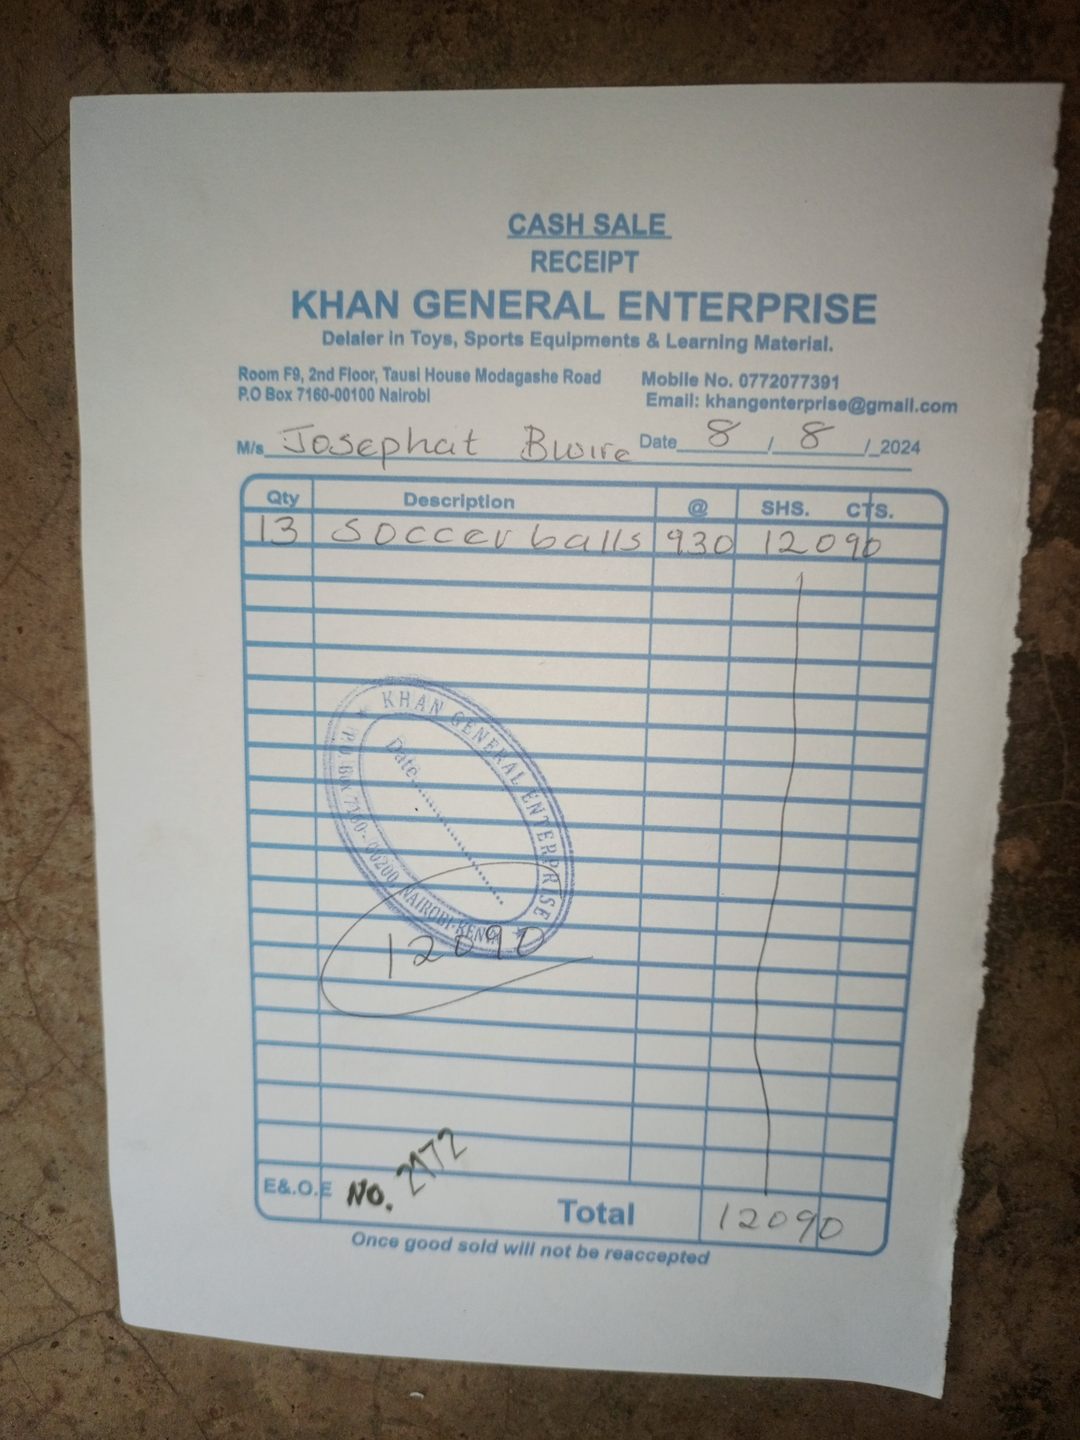 CASH SALE
RECEIPT
KHAN GENERAL ENTERPRISE
Delaler in Toys, Sports Equipments & Learning Material.
Room F9, 2nd Floor, Tausi House Modagashe Road
P.O Box 7160-00100 Nairobi
Mobile No. 0772077391
Email: khangenterprise@gmail.com
M/s Josephat Bwire Date 8 / 8 / 2024
Qty Description @ SHS. CTS.
13 Soccer balls 930 12090
KHAN GENERAL ENTERPRISE
Date
P.O. Box 7160-00200 NAIROBI-KENYA
12090
E&.O.E No. 2972 Total 12090
Once good sold will not be reaccepted